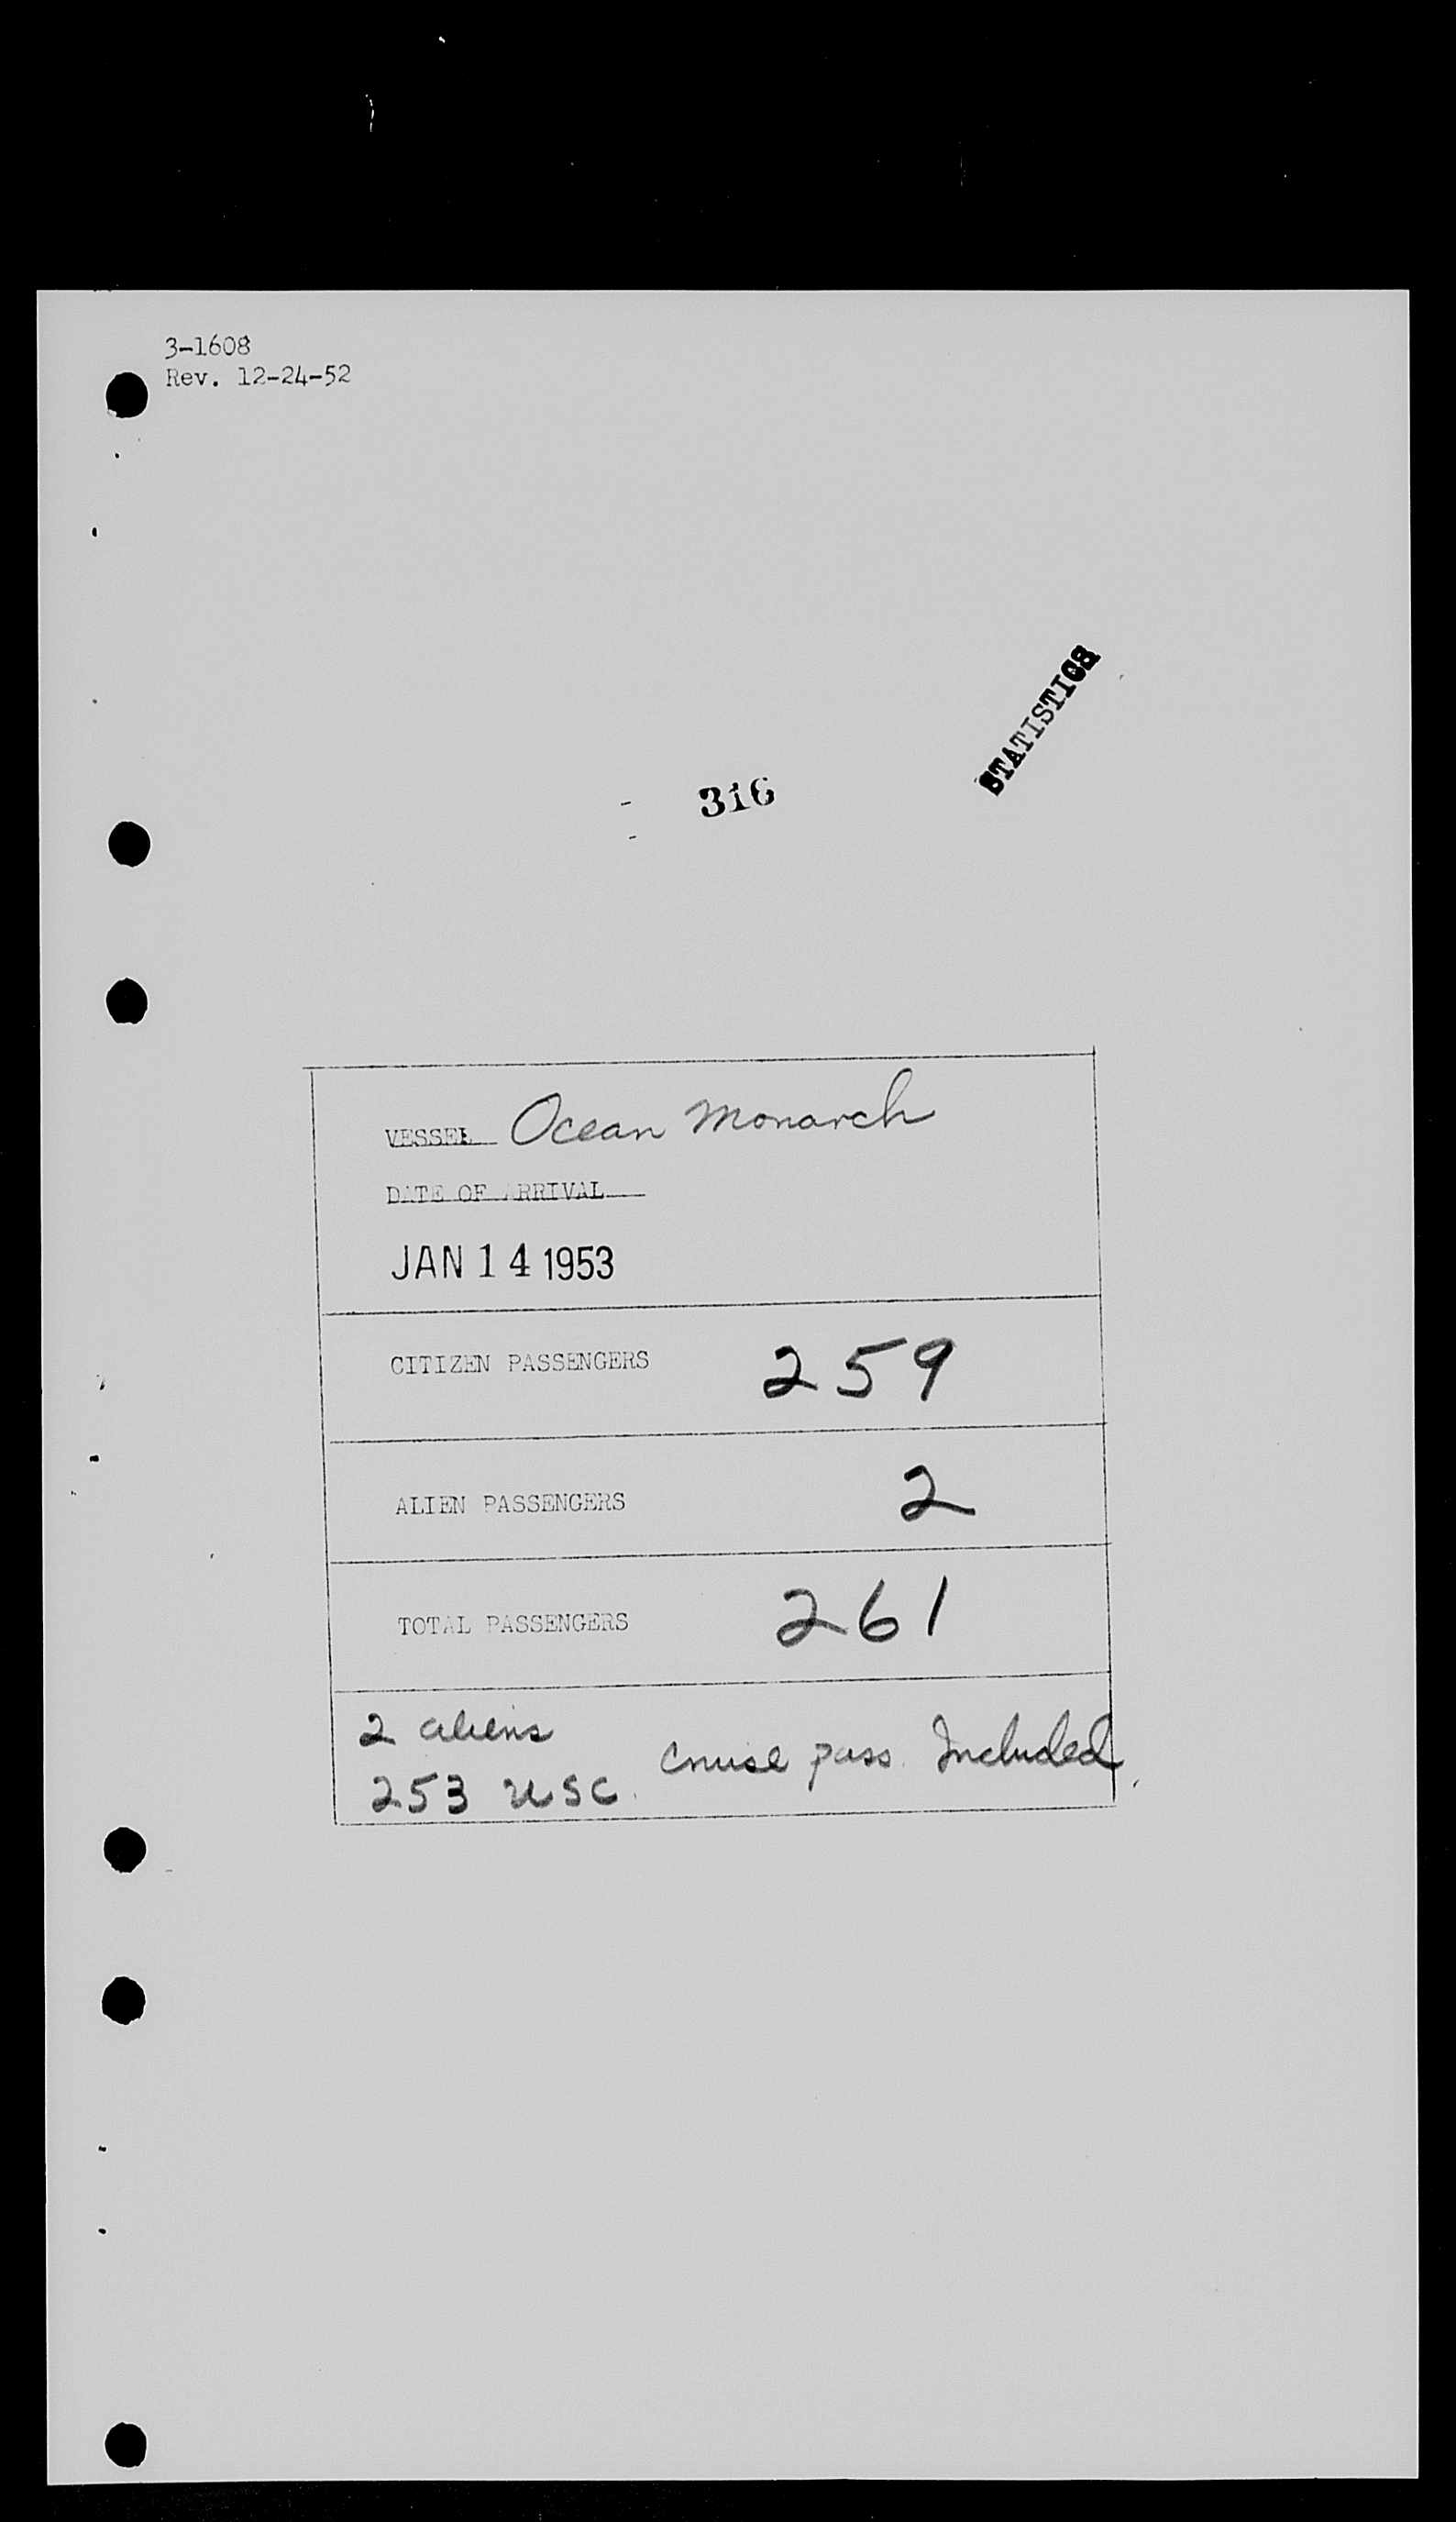 3-1608
Rev. 12-24-52
STATISTICS
316
VESSEL Ocean Monarch
DATE OF ARRIVAL
JAN 14 1953
CITIZEN PASSENGERS 259
ALIEN PASSENGERS 2
TOTAL PASSENGERS 261
2 aliens
253 USC. Cruise pass. Included